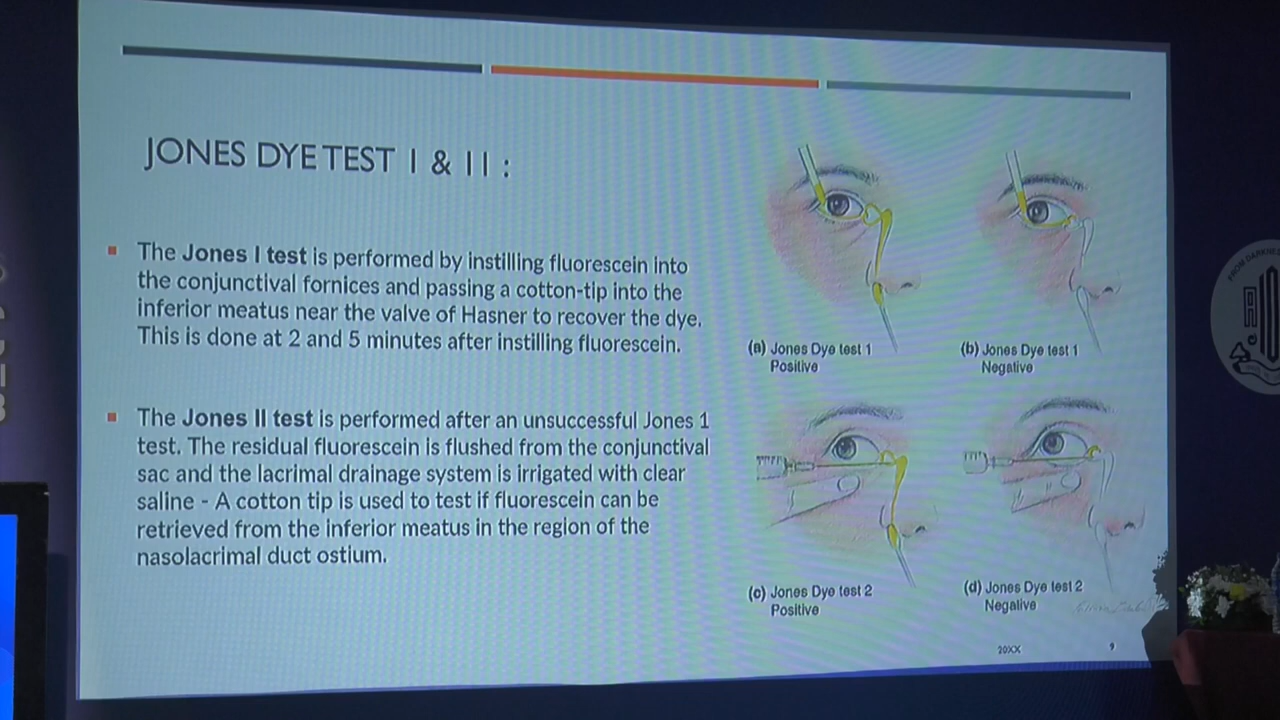 JONES DYE TEST I & II :
The Jones I test is performed by instilling fluorescein into
the conjunctival fornices and passing a cotton-tip into the
inferior meatus near the valve of Hasner to recover the dye.
This is done at 2 and 5 minutes after instilling fluorescein.
The Jones II test is performed after an unsuccessful Jones 1
test. The residual fluorescein is flushed from the conjunctival
sac and the lacrimal drainage system is irrigated with clear
saline - A cotton tip is used to test if fluorescein can be
retrieved from the inferior meatus in the region of the
nasolacrimal duct ostium.
(a) Jones Dye test 1
Positive
(b) Jones Dye test 1
Negative
(c) Jones Dye test 2
Positive
(d) Jones Dye test 2
Negative
20XX
9
FROM DARKNESS